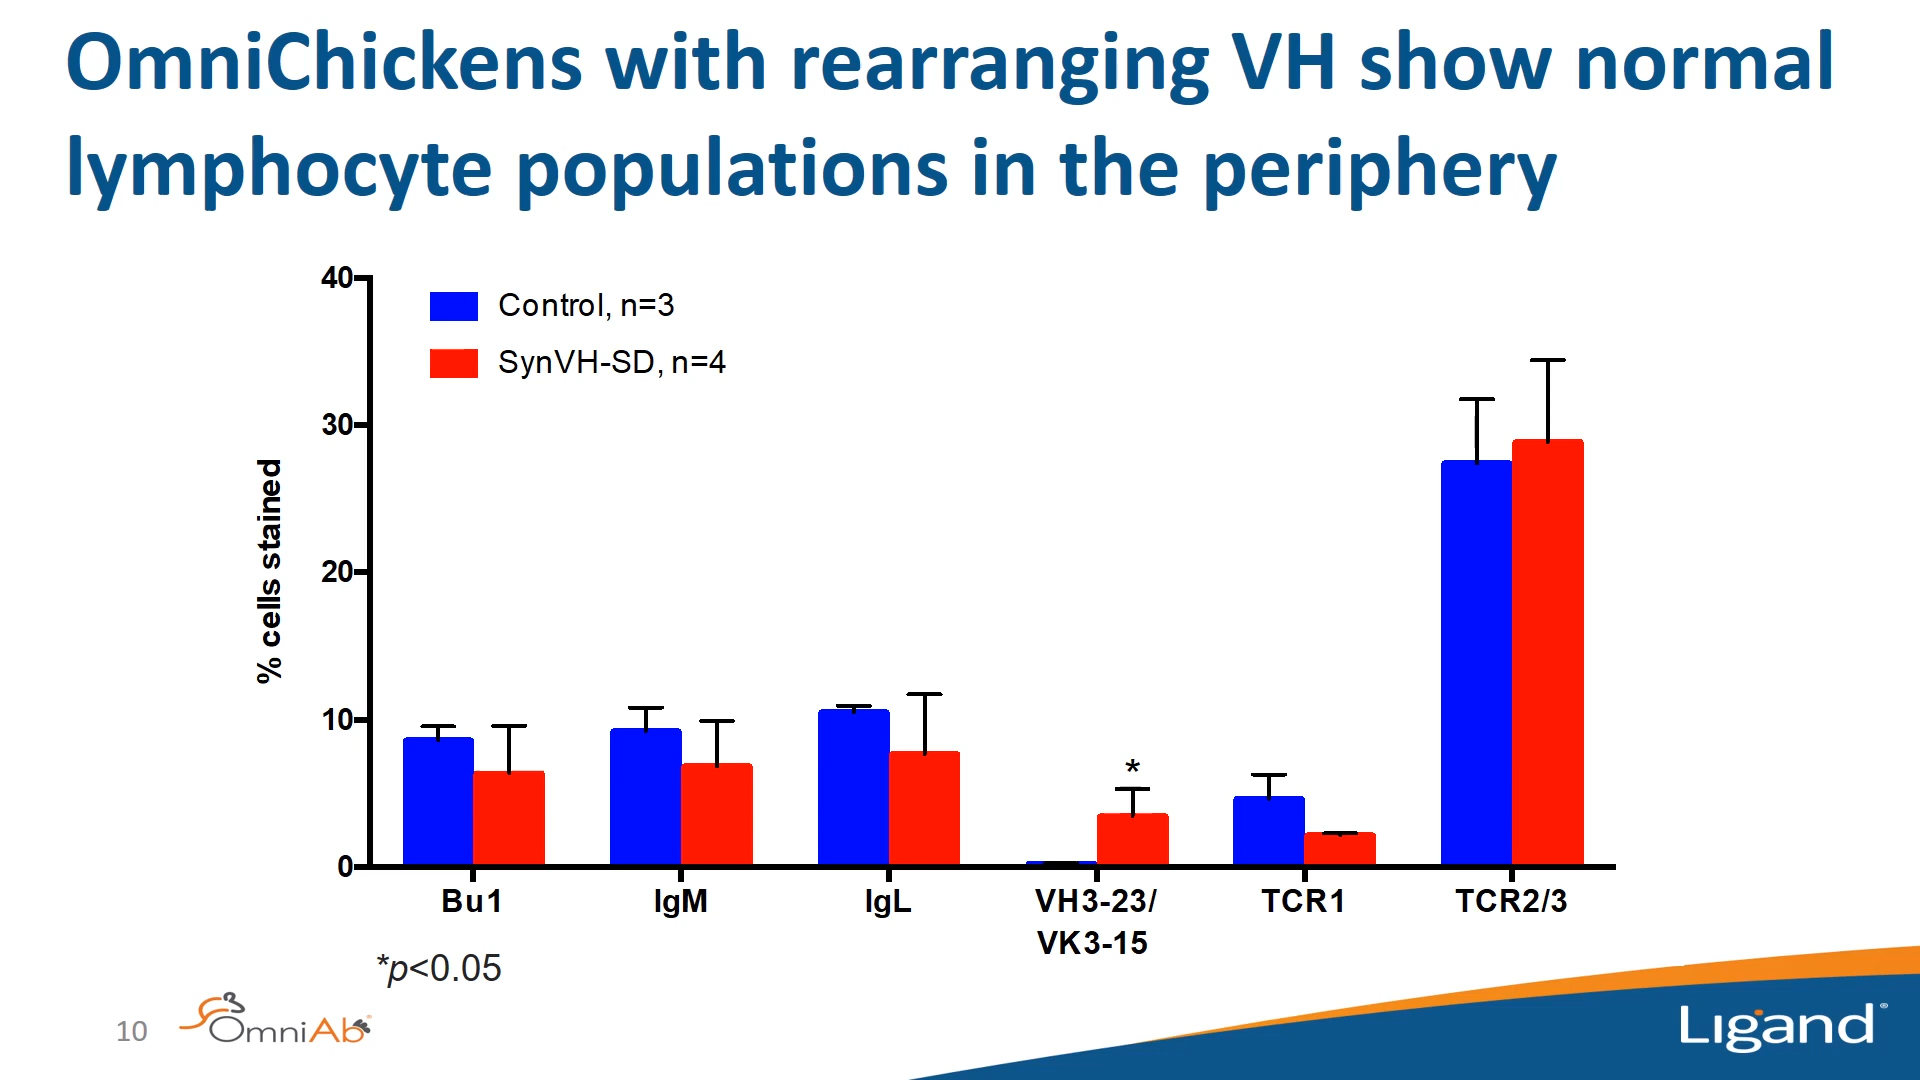 OmniChickens with rearranging VH show normal
lymphocyte populations in the periphery
40
30
20
10
0
% cells stained
Control, n=3
SynVH-SD, n=4
*
Bu1
IgM
IgL
VH3-23/
VK3-15
TCR1
TCR2/3
*p<0.05
10
OmniAb
Ligand®